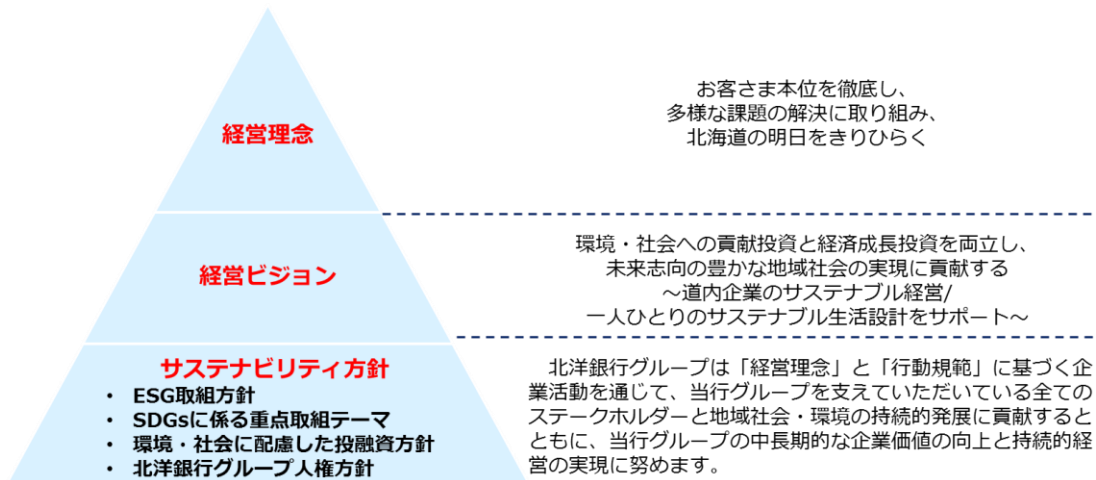 経営理念
お客さま本位を徹底し、
多様な課題の解決に取り組み、
北海道の明日をきりひらく
経営ビジョン
環境・社会への貢献投資と経済成長投資を両立し、
未来志向の豊かな地域社会の実現に貢献する
～道内企業のサステナブル経営/
一人ひとりのサステナブル生活設計をサポート～
サステナビリティ方針
・ ESG取組方針
・ SDGsに係る重点取組テーマ
・ 環境・社会に配慮した投融資方針
・ 北洋銀行グループ人権方針
北洋銀行グループは「経営理念」と「行動規範」に基づく企
業活動を通じて、当行グループを支えていただいている全ての
ステークホルダーと地域社会・環境の持続的発展に貢献すると
ともに、当行グループの中長期的な企業価値の向上と持続的経
営の実現に努めます。